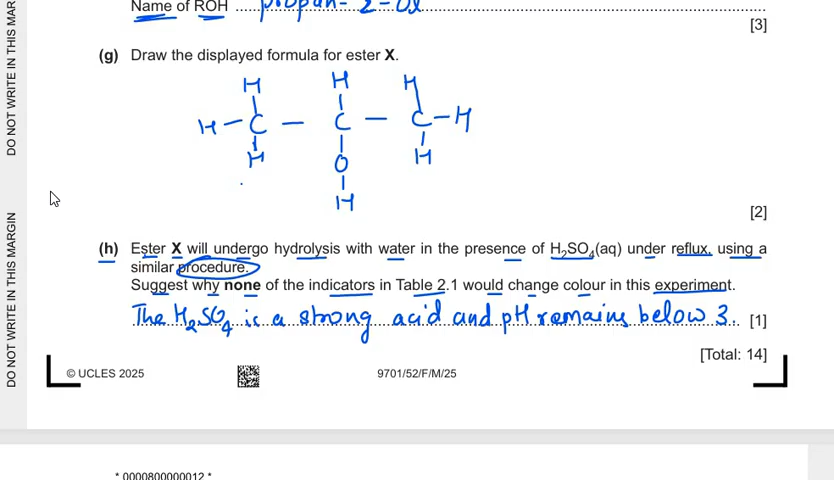 Name of ROH propan-2-ol
[3]
(g) Draw the displayed formula for ester X.
H H H
H-C-C-C-H
H O H
H
[2]
(h) Ester X will undergo hydrolysis with water in the presence of H₂SO₄(aq) under reflux, using a
similar procedure.
Suggest why none of the indicators in Table 2.1 would change colour in this experiment.
The H₂SO₄ is a strong acid and pH remains below 3. [1]
[Total: 14]
© UCLES 2025 9701/52/F/M/25
* 0000800000012 *
DO NOT WRITE IN THIS MARGIN
DO NOT WRITE IN THIS MAR